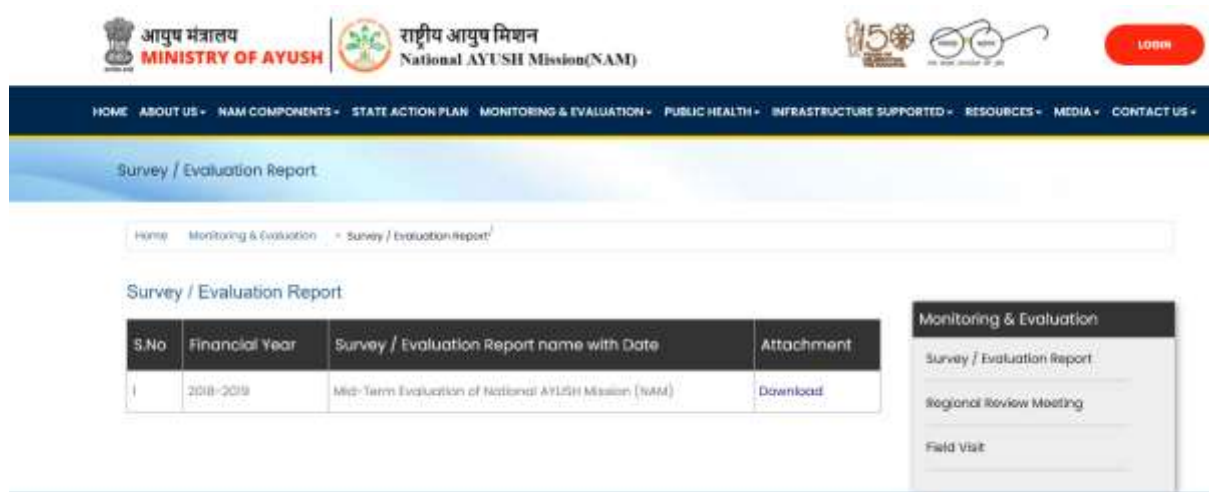 आयुष मंत्रालय
MINISTRY OF AYUSH
राष्ट्रीय आयुष मिशन
National AYUSH Mission(NAM)
150
LOGIN
HOME ABOUT US NAM COMPONENTS STATE ACTION PLAN MONITORING & EVALUATION PUBLIC HEALTH INFRASTRUCTURE SUPPORTED RESOURCES MEDIA CONTACT US
Survey / Evaluation Report
Home Monitoring & Evaluation Survey / Evaluation Report/
Survey / Evaluation Report
S.No Financial Year Survey / Evaluation Report name with Date Attachment
1 2018-2019 Mid-Term Evaluation of National AYUSH Mission (NAM) Download
Monitoring & Evaluation
Survey / Evaluation Report
Regional Review Meeting
Field Visit